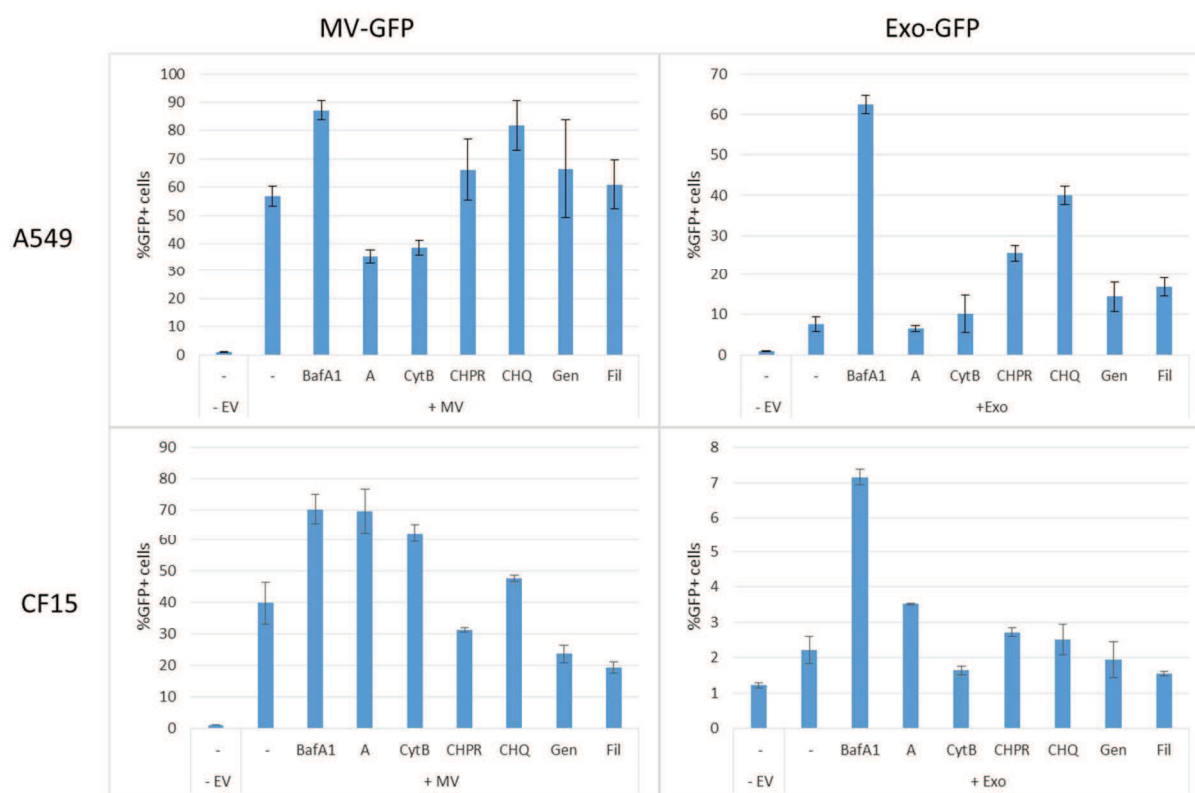 MV-GFP Exo-GFP
A549
%GFP+ cells
100
90
80
70
60
50
40
30
20
10
0
- - BafA1 A CytB CHPR CHQ Gen Fil
- EV + MV
%GFP+ cells
70
60
50
40
30
20
10
0
- - BafA1 A CytB CHPR CHQ Gen Fil
- EV +Exo
CF15
%GFP+ cells
90
80
70
60
50
40
30
20
10
0
- - BafA1 A CytB CHPR CHQ Gen Fil
- EV + MV
%GFP+ cells
8
7
6
5
4
3
2
1
0
- - BafA1 A CytB CHPR CHQ Gen Fil
- EV + Exo